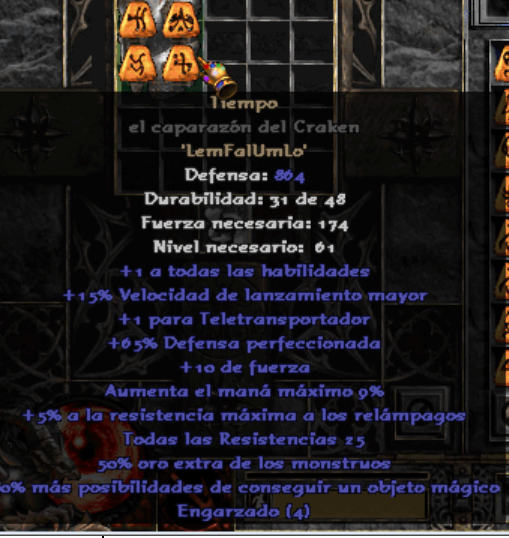 Tiempo
el caparazón del Craken
'LemFalUmLo'
Defensa: 864
Durabilidad: 31 de 48
Fuerza necesaria: 174
Nivel necesario: 61
+1 a todas las habilidades
+15% Velocidad de lanzamiento mayor
+1 para Teletransportador
+65% Defensa perfeccionada
+10 de fuerza
Aumenta el maná máximo 9%
+5% a la resistencia máxima a los relámpagos
Todas las Resistencias 25
50% oro extra de los monstruos
0% más posibilidades de conseguir un objeto mágico
Engarzado (4)